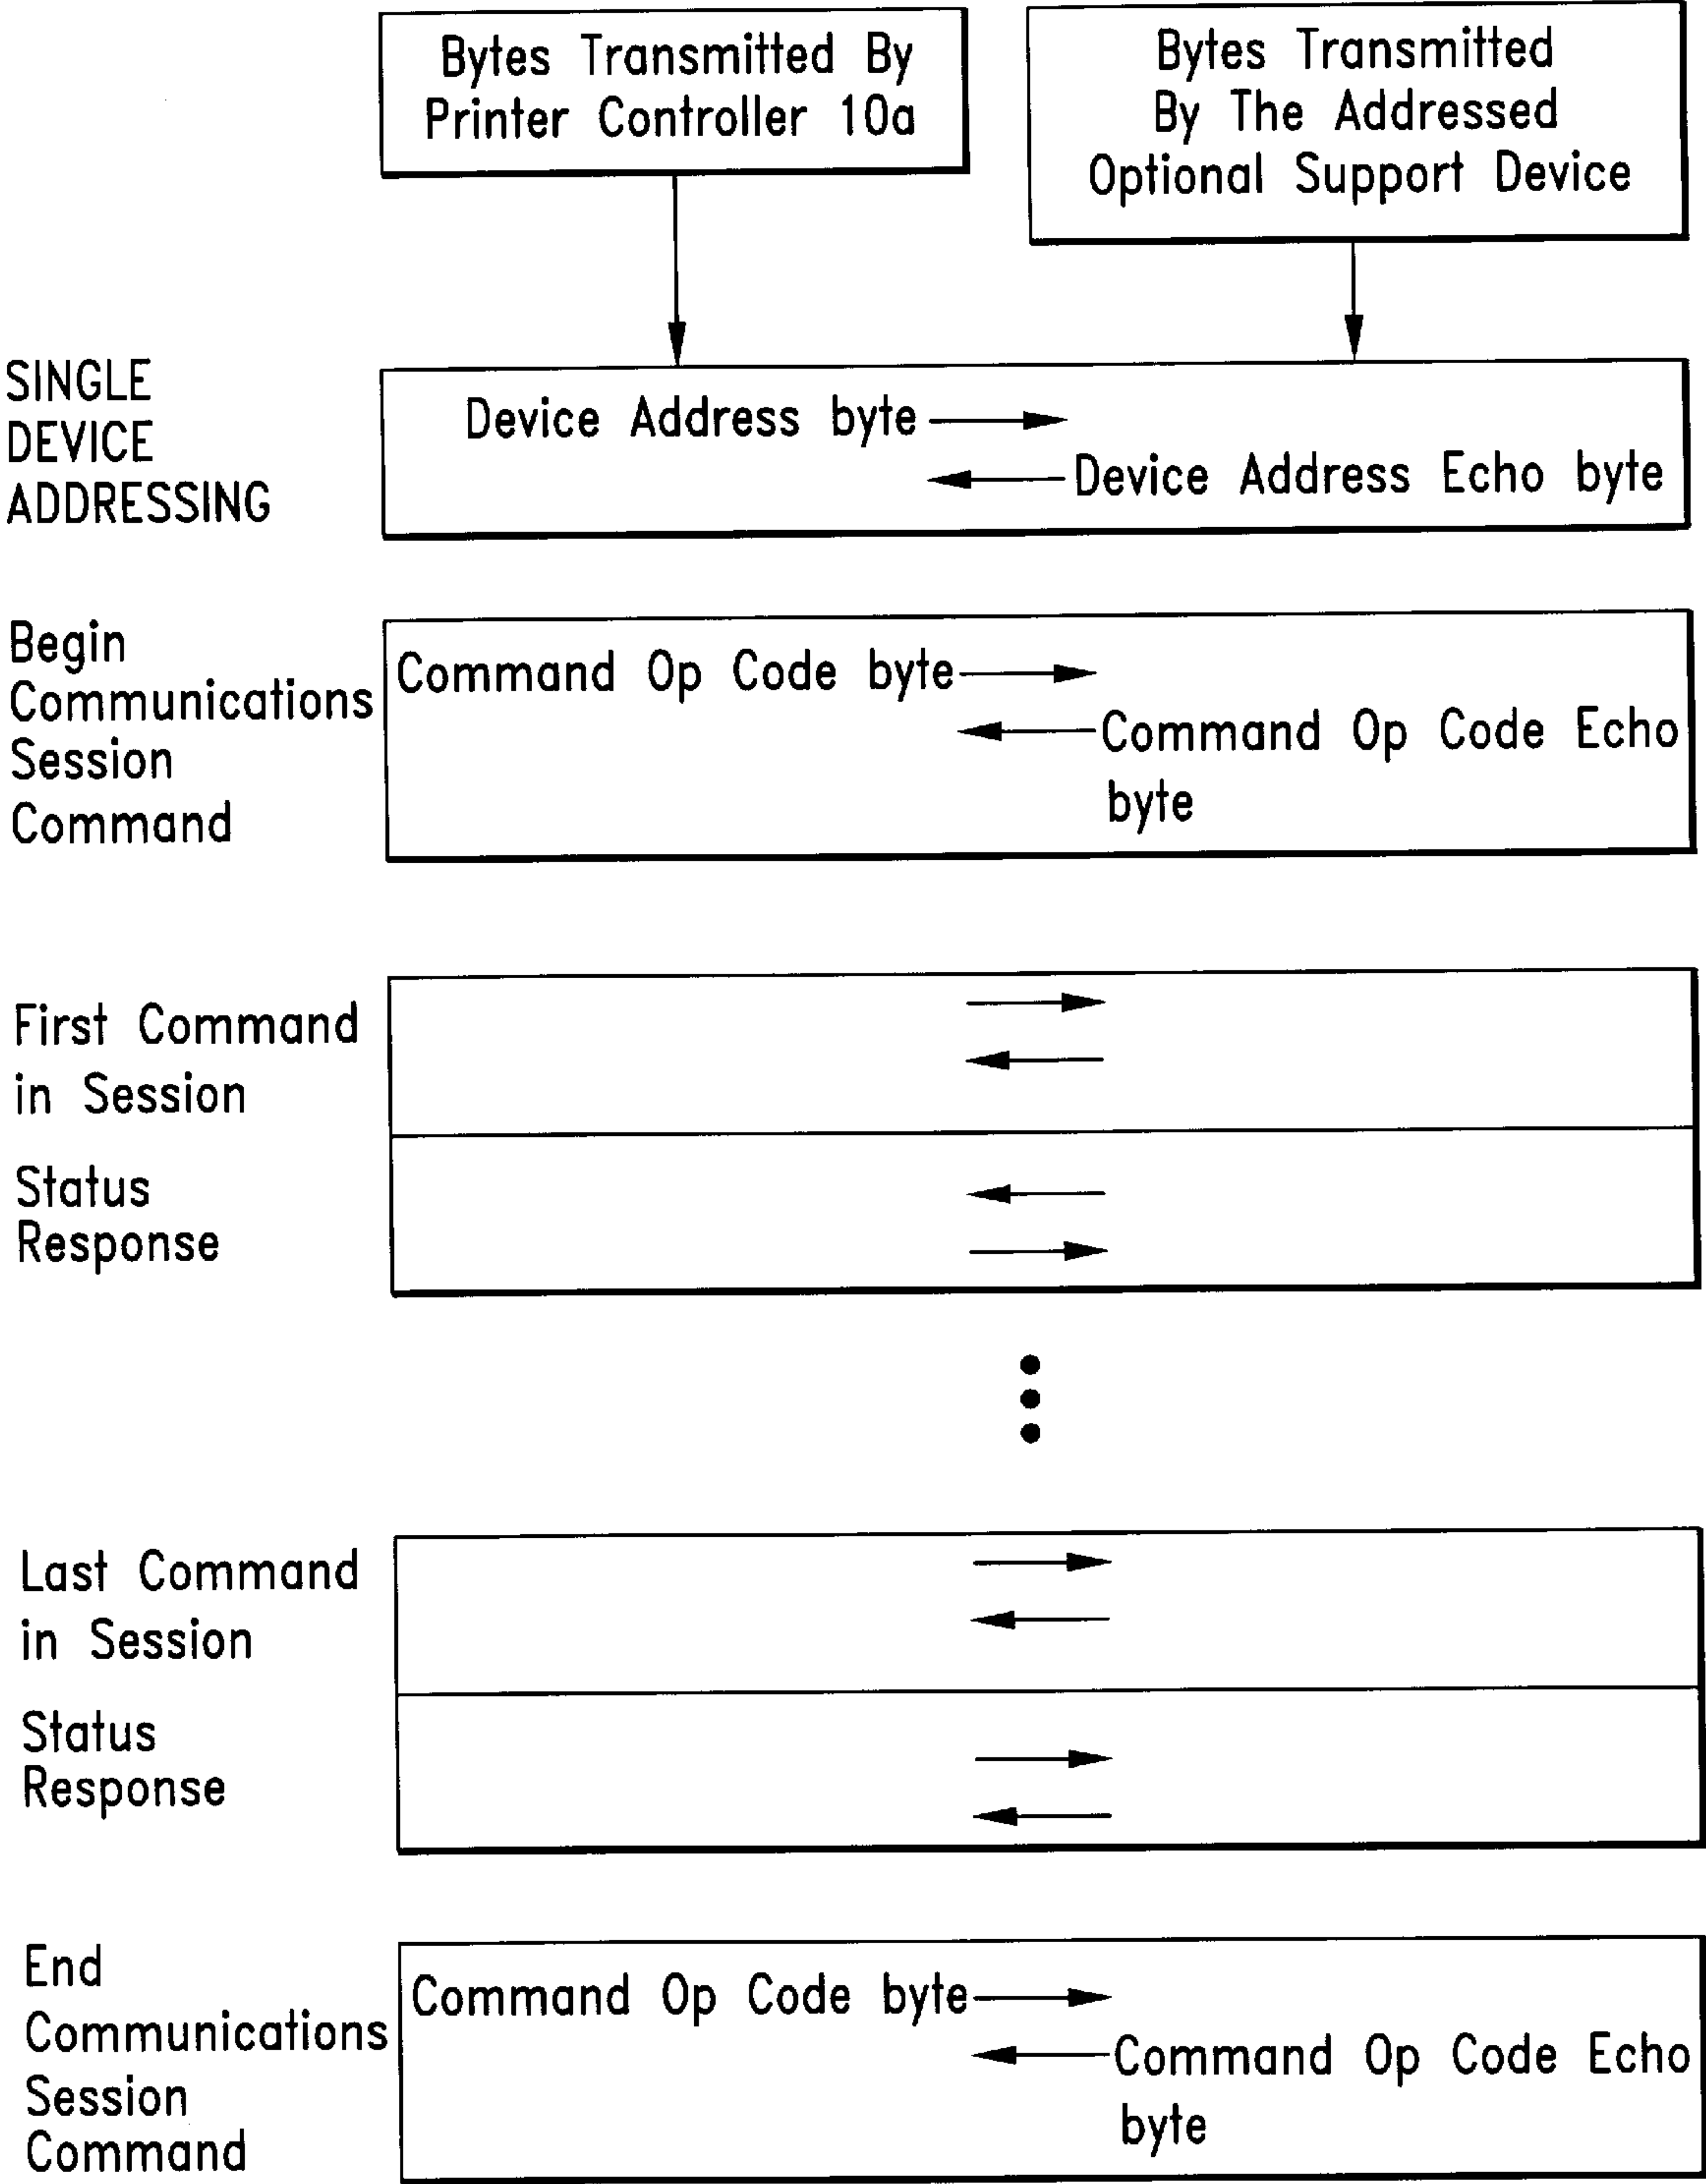 Bytes Transmitted By
Printer Controller 10a
Bytes Transmitted
By The Addressed
Optional Support Device
SINGLE
DEVICE
ADDRESSING
Device Address byte
Device Address Echo byte
Begin
Communications
Session
Command
Command Op Code byte
Command Op Code Echo
byte
First Command
in Session
Status
Response
Last Command
in Session
Status
Response
End
Communications
Session
Command
Command Op Code byte
Command Op Code Echo
byte